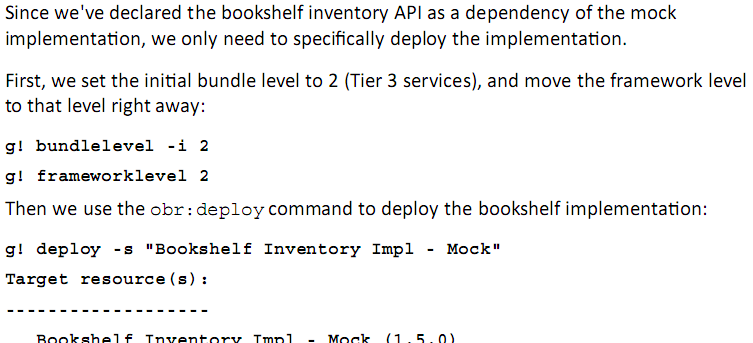 Since we've declared the bookshelf inventory API as a dependency of the mock
implementation, we only need to specifically deploy the implementation.
First, we set the initial bundle level to 2 (Tier 3 services), and move the framework level
to that level right away:
g! bundlelevel -i 2
g! frameworklevel 2
Then we use the obr:deploy command to deploy the bookshelf implementation:
g! deploy -s "Bookshelf Inventory Impl - Mock"
Target resource(s):
-------------------
Bookshelf Inventory Impl - Mock (1.5.0)